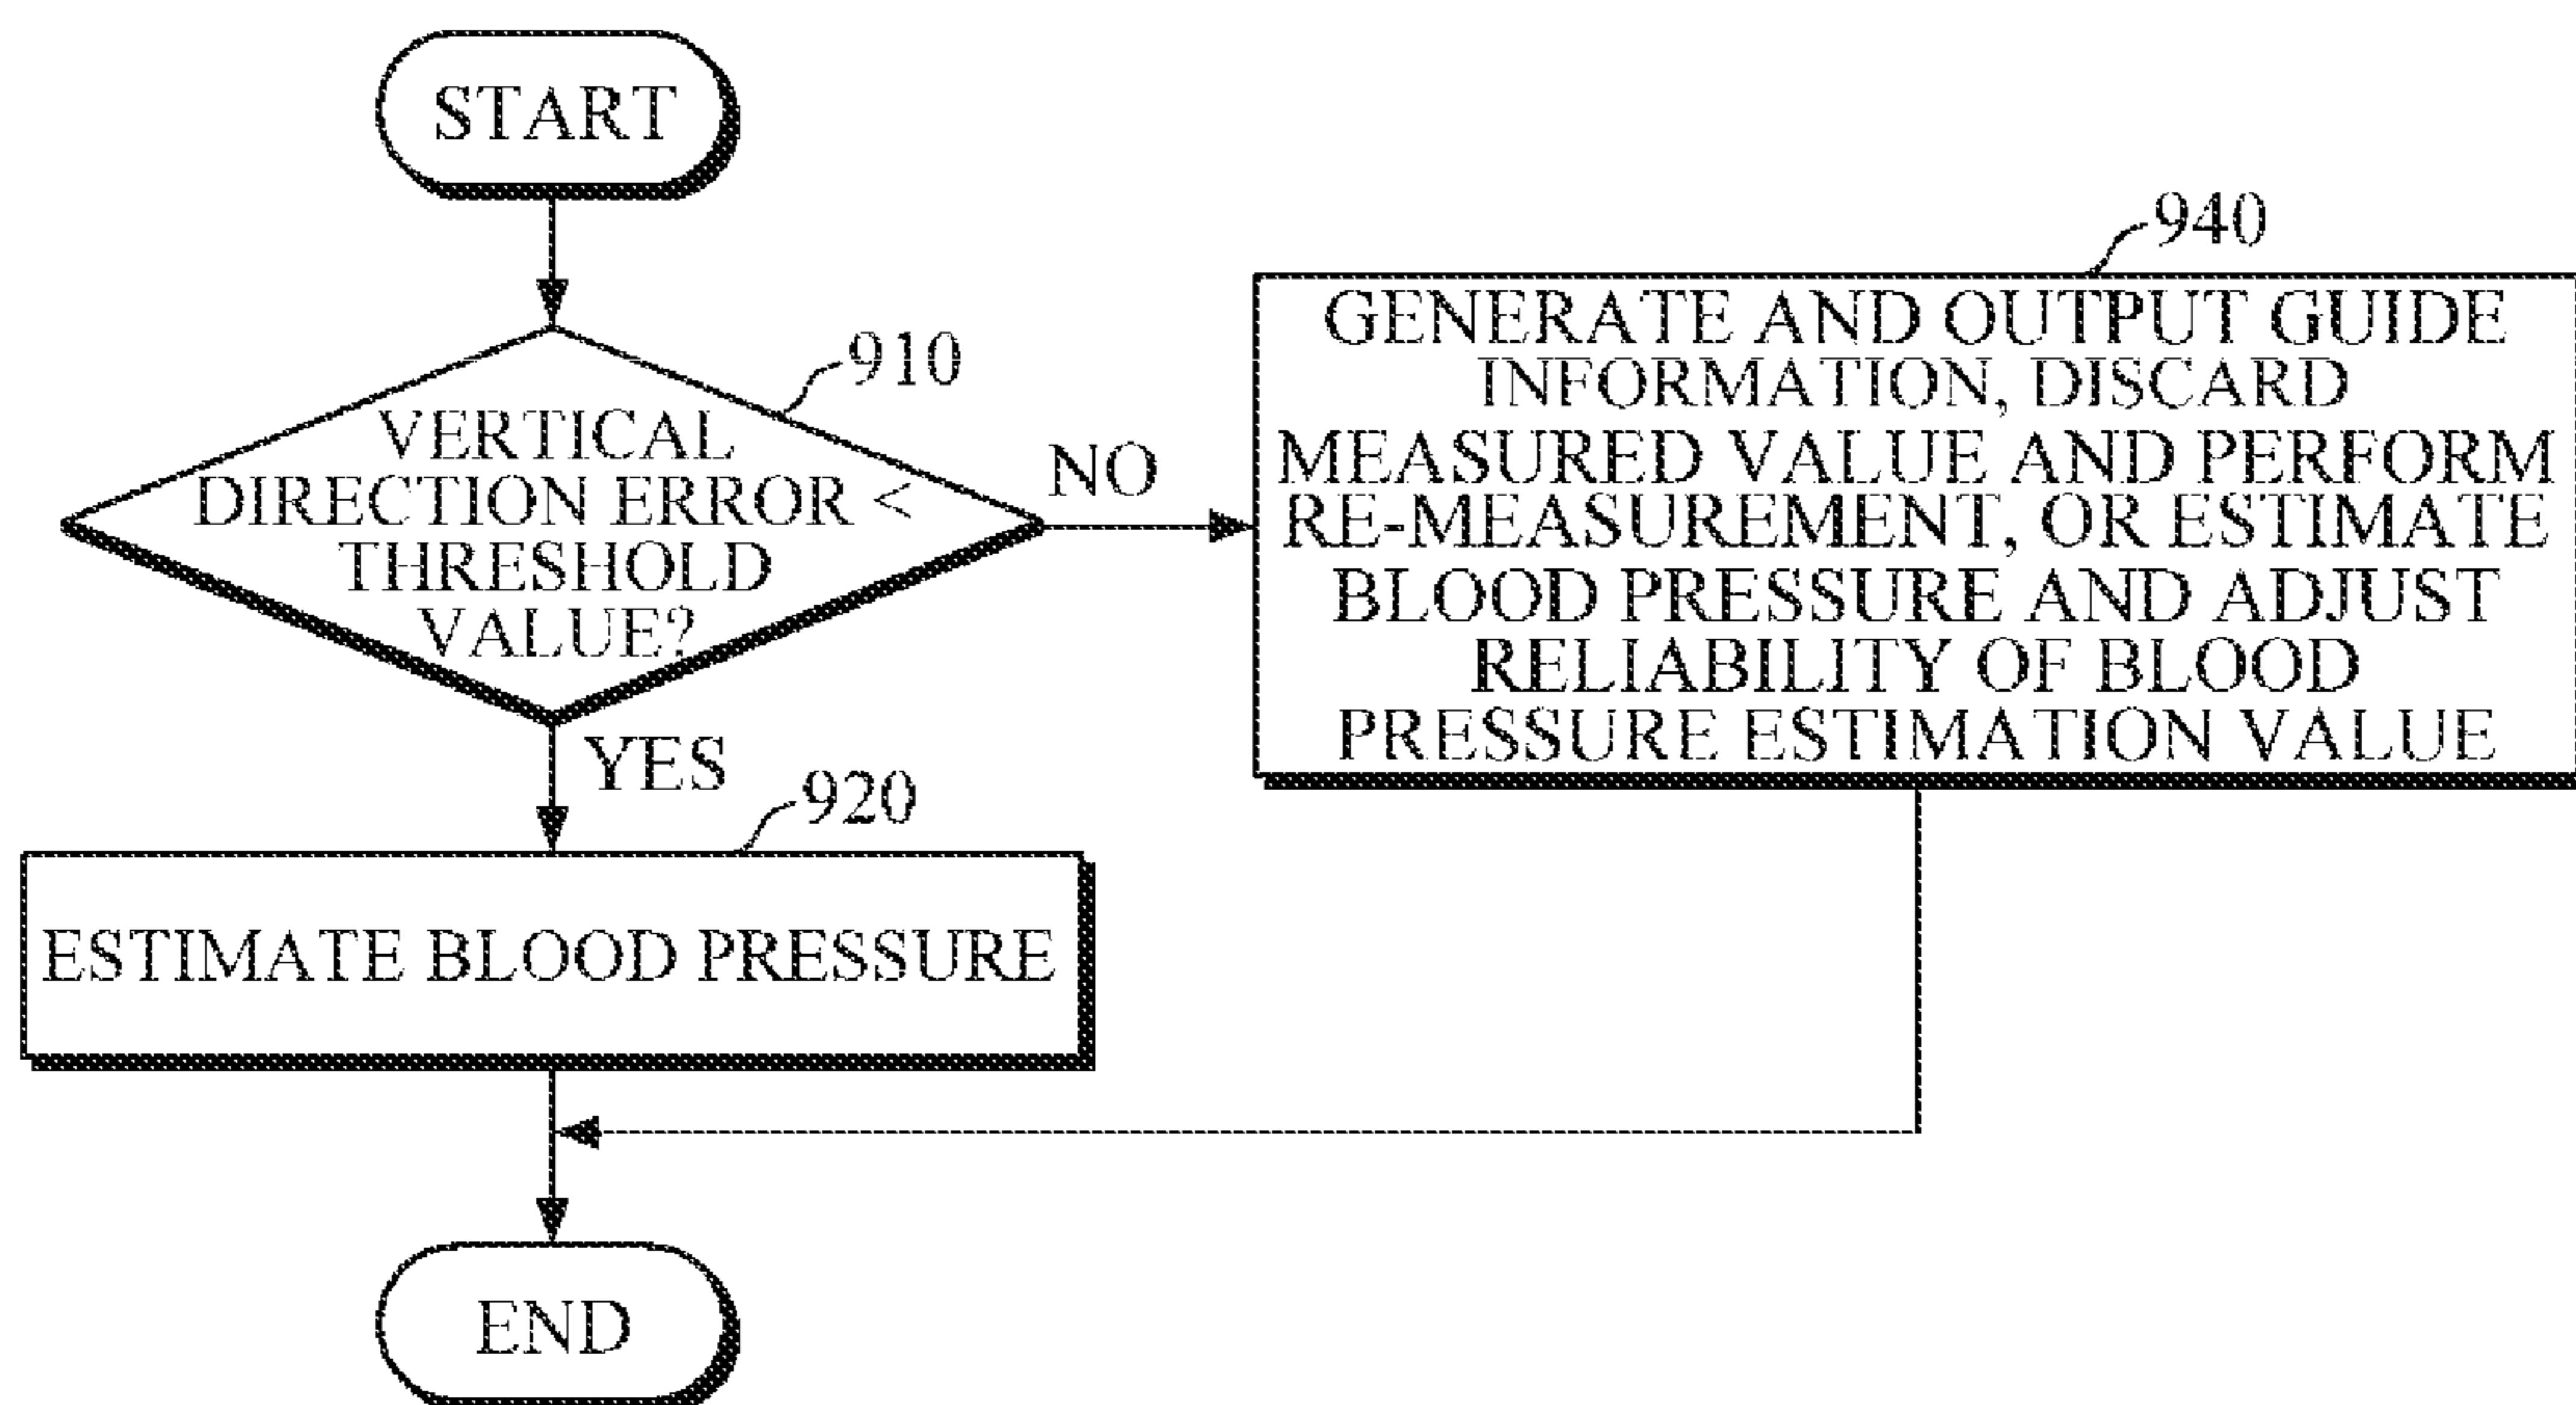 START
910
VERTICAL
DIRECTION ERROR <
THRESHOLD
VALUE?
NO
YES
940
GENERATE AND OUTPUT GUIDE
INFORMATION, DISCARD
MEASURED VALUE AND PERFORM
RE-MEASUREMENT, OR ESTIMATE
BLOOD PRESSURE AND ADJUST
RELIABILITY OF BLOOD
PRESSURE ESTIMATION VALUE
920
ESTIMATE BLOOD PRESSURE
END